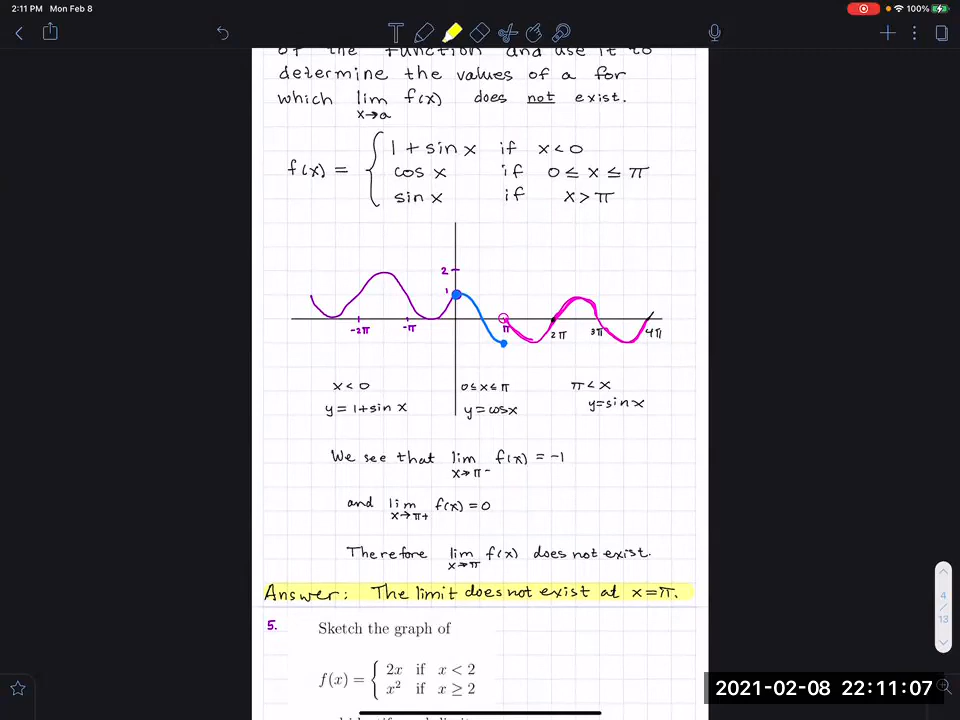 2:11 PM Mon Feb 8
100%
of the function and use it to
determine the values of a for
which lim f(x) does not exist.
x→a
f(x) = { 1 + sin x if x < 0
cos x if 0 ≤ x ≤ π
sin x if x > π
2
1
-2π -π π 2π 3π 4π
x < 0 0 ≤ x ≤ π π < x
y = 1 + sin x y = cos x y = sin x
We see that lim f(x) = -1
x→π-
and lim f(x) = 0
x→π+
Therefore lim f(x) does not exist.
x→π
Answer: The limit does not exist at x = π.
5. Sketch the graph of
f(x) = { 2x if x < 2
x² if x ≥ 2
4
/
13
2021-02-08 22:11:07